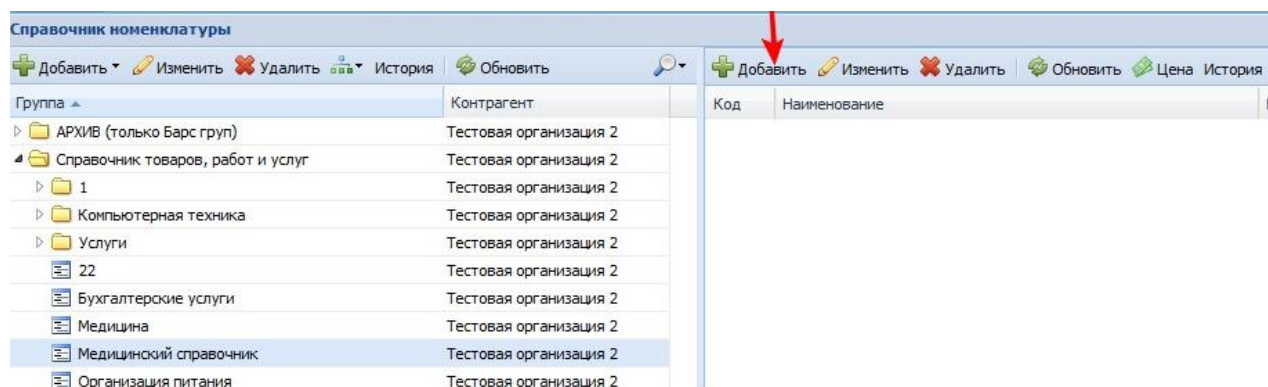 Справочник номенклатуры
Добавить Изменить Удалить История Обновить
Добавить Изменить Удалить Обновить Цена История
Группа Контрагент
Код Наименование
АРХИВ (только Барс груп) Тестовая организация 2
Справочник товаров, работ и услуг Тестовая организация 2
1 Тестовая организация 2
Компьютерная техника Тестовая организация 2
Услуги Тестовая организация 2
22 Тестовая организация 2
Бухгалтерские услуги Тестовая организация 2
Медицина Тестовая организация 2
Медицинский справочник Тестовая организация 2
Организация питания Тестовая организация 2